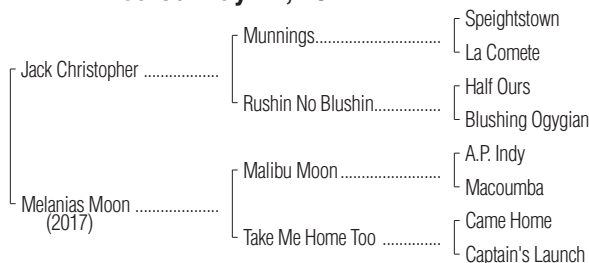 Speightstown
Munnings
La Comete
Jack Christopher
Half Ours
Rushin No Blushin
Blushing Ogygian
A.P. Indy
Malibu Moon
Macoumba
Melanias Moon
(2017)
Came Home
Take Me Home Too
Captain's Launch